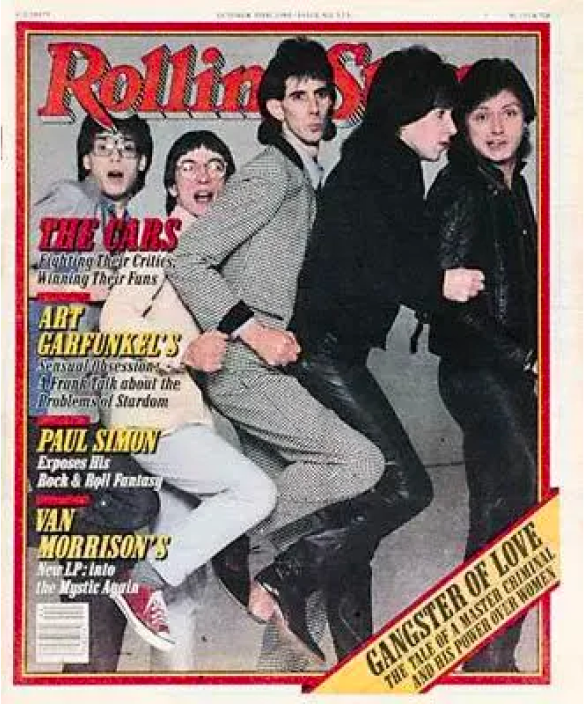 Rollin S
THE CARS
Fighting Their Critics,
Winning Their Fans
ART
GARFUNKEL'S
Sensual Obsession:
A Frank Talk about the
Problems of Stardom
PAUL SIMON
Exposes His
Rock & Roll Fantasy
VAN
MORRISON'S
New LP: into
the Mystic Again
GANGSTER OF LOVE
THE TALE OF A MASTER CRIMINAL
AND HIS POWER OVER WOMEN